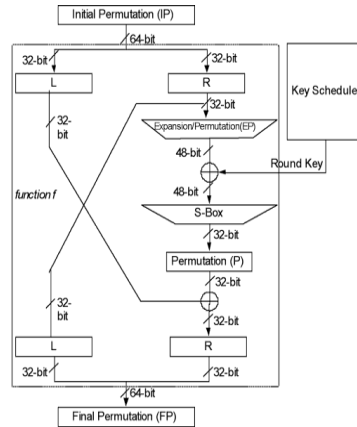 Initial Permutation (IP)
64-bit
32-bit
32-bit
L
R
32-bit
Key Schedule
32-
bit
Expansion/Permutation(EP)
48-bit
Round Key
48-bit
function f
S-Box
32-bit
Permutation (P)
32-bit
32-
bit
32-bit
L
R
32-bit
32-bit
64-bit
Final Permutation (FP)